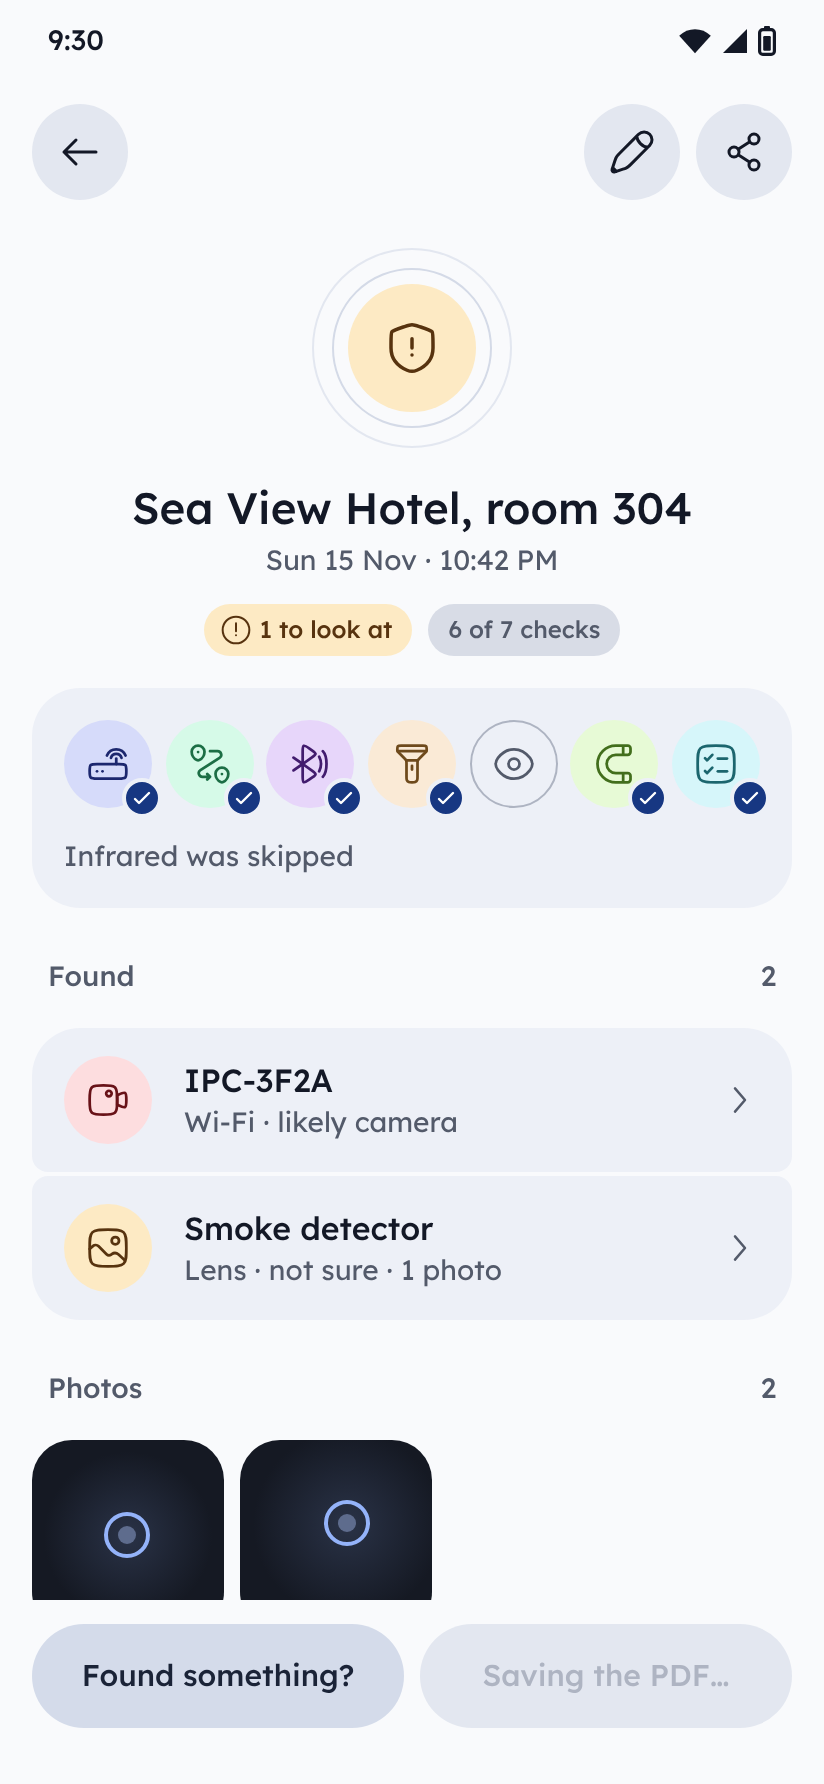 9:30
Sea View Hotel, room 304
Sun 15 Nov · 10:42 PM
1 to look at
6 of 7 checks
Infrared was skipped
Found
2
IPC-3F2A
Wi-Fi · likely camera
Smoke detector
Lens · not sure · 1 photo
Photos
2
Found something?
Saving the PDF...